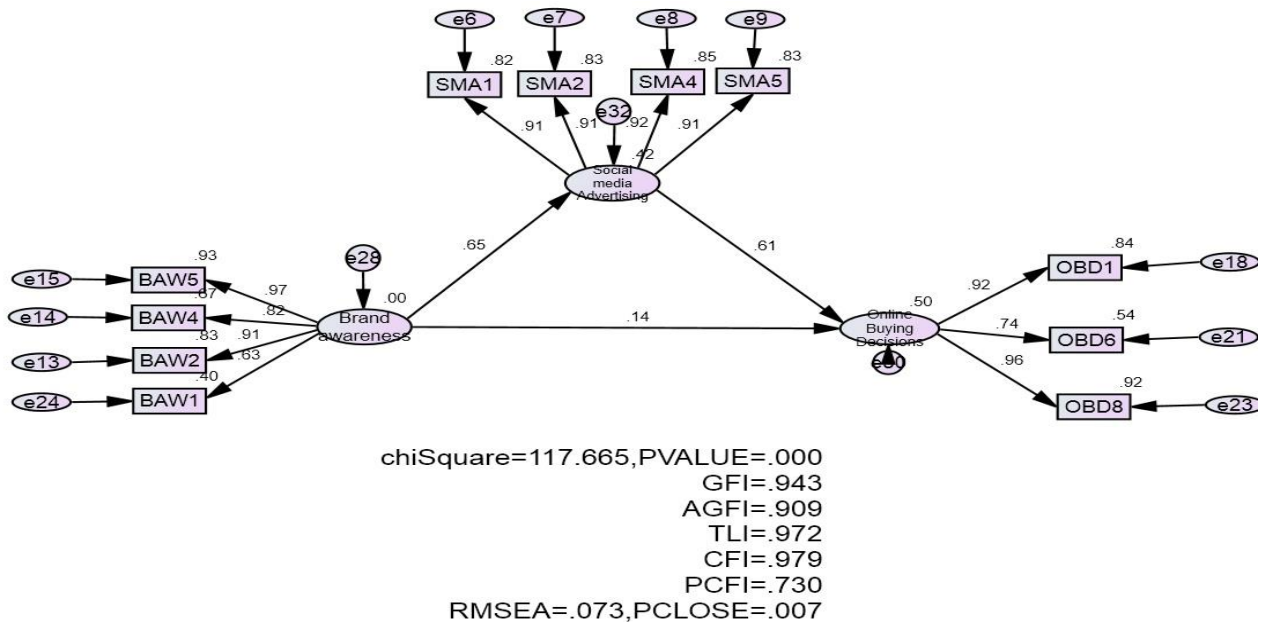 e6
e7
e8
e9
.82
.83
.85
.83
SMA1
SMA2
SMA4
SMA5
e32
.91
.91
.92
.91
.42
Social
media
Advertising
.65
.61
e28
.00
Brand
awareness
.14
e15
BAW5
.93
.97
e14
BAW4
.67
.82
e13
BAW2
.83
.91
e24
BAW1
.40
.63
.50
Online
Buying
Decisions
e30
.92
.84
OBD1
e18
.74
.54
OBD6
e21
.96
.92
OBD8
e23
chiSquare=117.665,PVALUE=.000
GFI=.943
AGFI=.909
TLI=.972
CFI=.979
PCFI=.730
RMSEA=.073,PCLOSE=.007